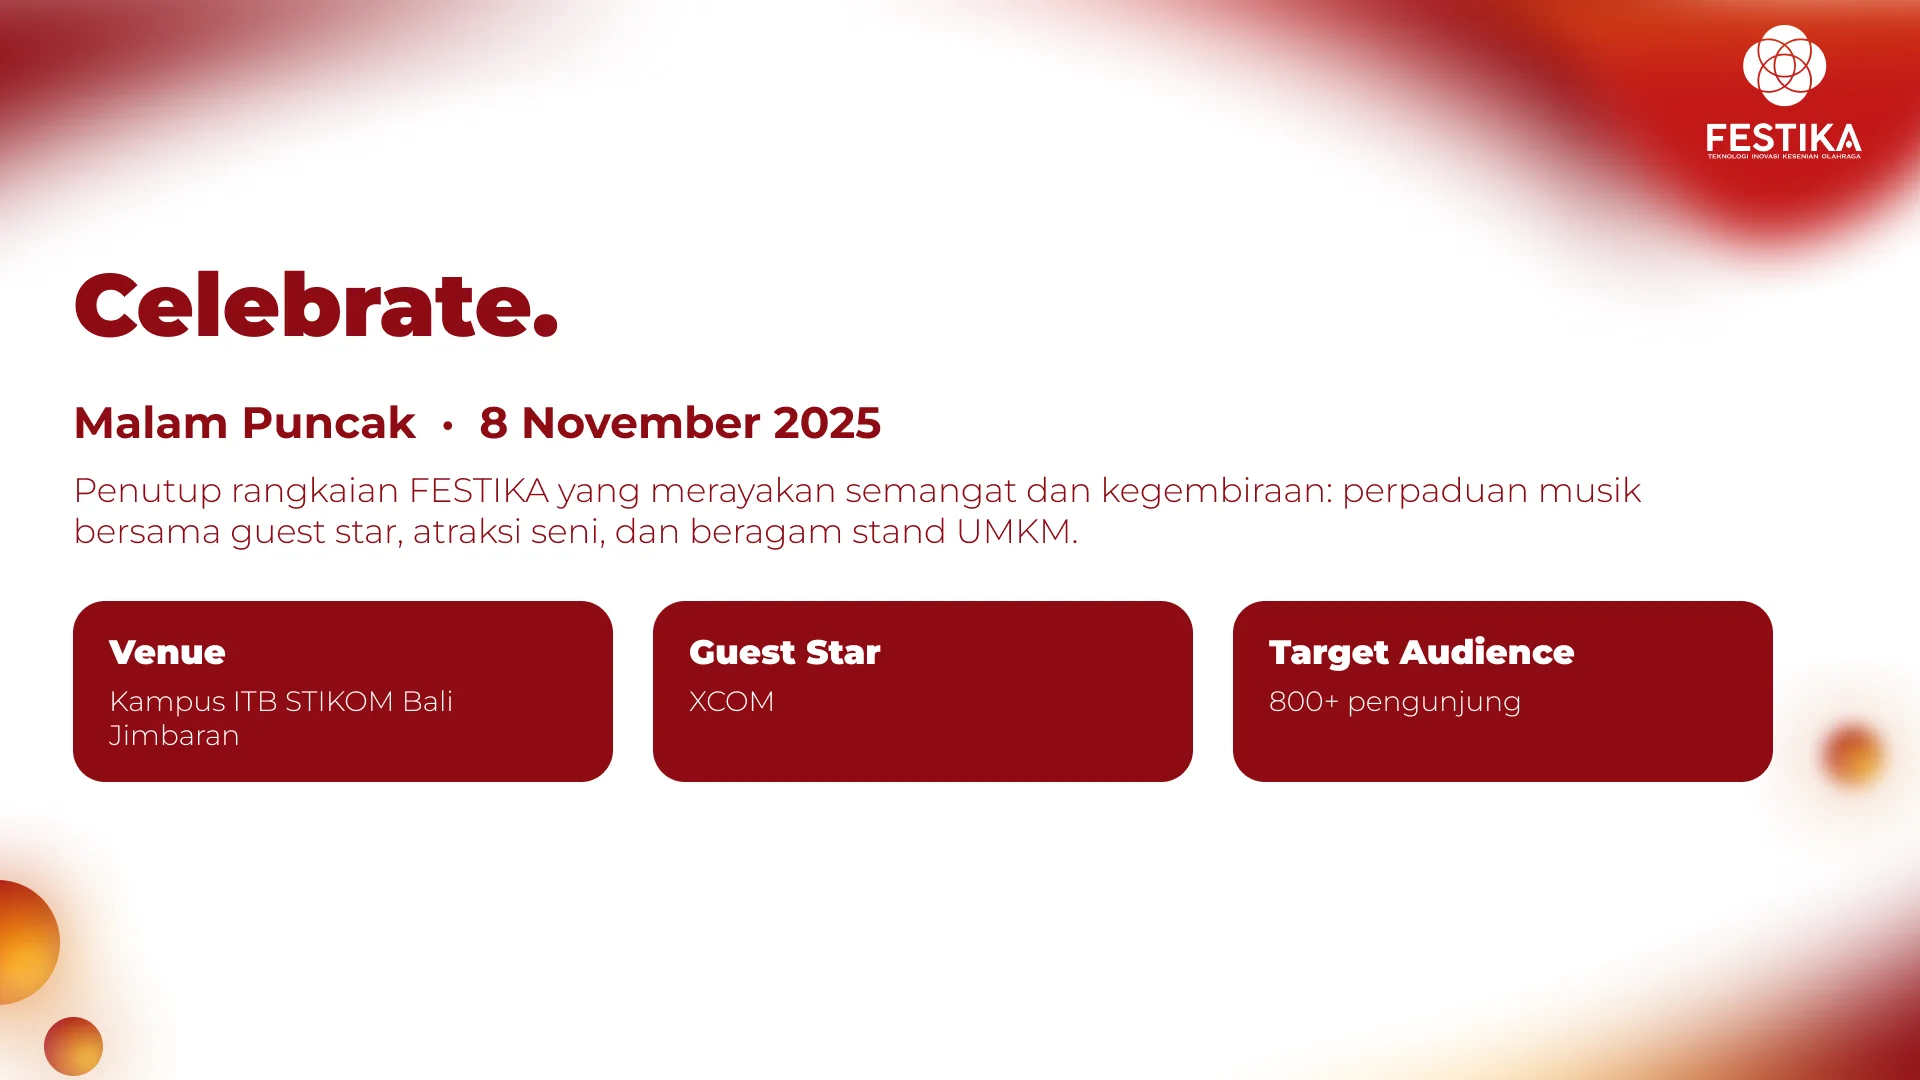 FESTIKA
TEKNOLOGI INOVASI KESENIAN OLAHRAGA
Celebrate.
Malam Puncak • 8 November 2025
Penutup rangkaian FESTIKA yang merayakan semangat dan kegembiraan: perpaduan musik
bersama guest star, atraksi seni, dan beragam stand UMKM.
Venue
Kampus ITB STIKOM Bali
Jimbaran
Guest Star
XCOM
Target Audience
800+ pengunjung